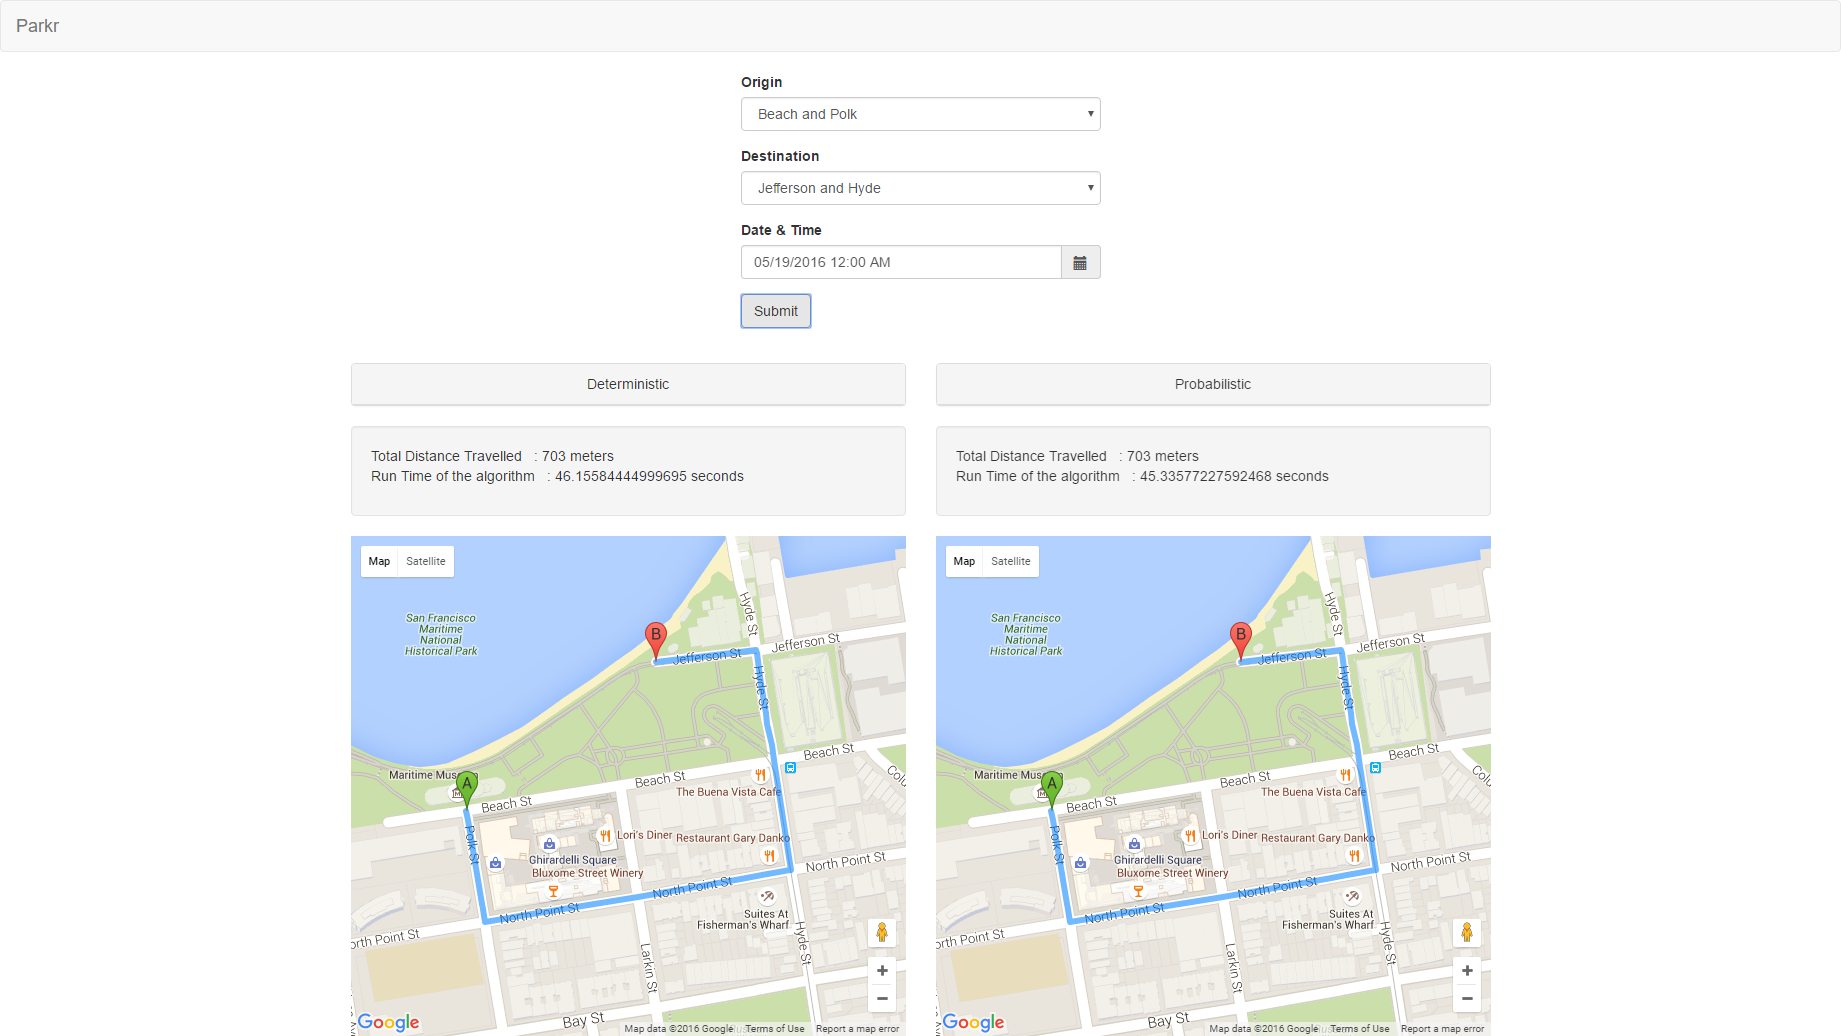 Parkr
Origin
Beach and Polk
Destination
Jefferson and Hyde
Date & Time
05/19/2016 12:00 AM
Submit
Deterministic
Total Distance Travelled : 703 meters
Run Time of the algorithm : 46.15584444999695 seconds
Map Satellite
San Francisco
Maritime
National
Historical Park
Hyde St
B
Jefferson St
Jefferson St
Hyde St
Beach St
Maritime Museum
A
Beach St
Beach St
The Buena Vista Cafe
Polk St
Lori's Diner
Restaurant Gary Danko
Ghirardelli Square
Bluxome Street Winery
North Point St
North Point St
North Point St
Suites At
Fisherman's Wharf
orth Point St
Larkin St
Hyde St
Bay St
Google
Map data ©2016 Google Terms of Use Report a map error
Probabilistic
Total Distance Travelled : 703 meters
Run Time of the algorithm : 45.33577227592468 seconds
Map Satellite
San Francisco
Maritime
National
Historical Park
Hyde St
B
Jefferson St
Jefferson St
Hyde St
Beach St
Maritime Museum
A
Beach St
Beach St
The Buena Vista Cafe
Polk St
Lori's Diner
Restaurant Gary Danko
Ghirardelli Square
Bluxome Street Winery
North Point St
North Point St
North Point St
Suites At
Fisherman's Wharf
orth Point St
Larkin St
Hyde St
Bay St
Google
Map data ©2016 Google Terms of Use Report a map error